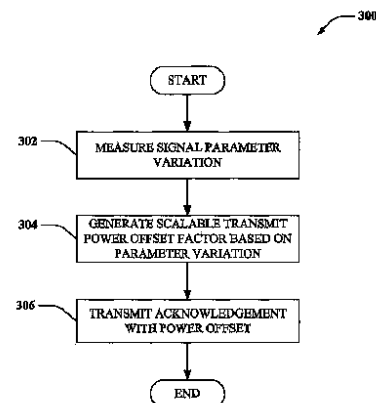 300
START
302
MEASURE SIGNAL PARAMETER
VARIATION
304
GENERATE SCALABLE TRANSMIT
POWER OFFSET FACTOR BASED ON
PARAMETER VARIATION
306
TRANSMIT ACKNOWLEDGEMENT
WITH POWER OFFSET
END